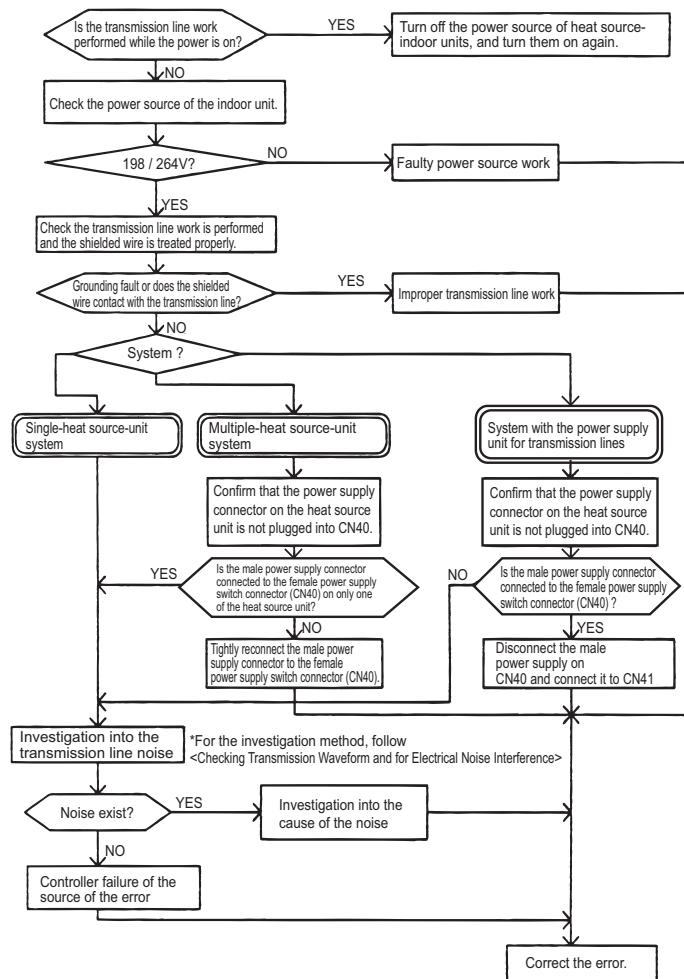 Is the transmission line work
performed while the power is on?
YES
Turn off the power source of heat source-
indoor units, and turn them on again.
NO
Check the power source of the indoor unit.
198 / 264V?
NO
Faulty power source work
YES
Check the transmission line work is performed
and the shielded wire is treated properly.
Grounding fault or does the shielded
wire contact with the transmission line?
YES
Improper transmission line work
NO
System ?
Single-heat source-unit
system
Multiple-heat source-unit
system
System with the power supply
unit for transmission lines
Confirm that the power supply
connector on the heat source
unit is not plugged into CN40.
Confirm that the power supply
connector on the heat source
unit is not plugged into CN40.
YES
Is the male power supply connector
connected to the female power supply
switch connector (CN40) on only one
of the heat source unit?
NO
Is the male power supply connector
connected to the female power supply
switch connector (CN40) ?
NO
YES
Tightly reconnect the male power
supply connector to the female
power supply switch connector (CN40).
Disconnect the male
power supply on
CN40 and connect it to CN41
Investigation into the
transmission line noise
*For the investigation method, follow
<Checking Transmission Waveform and for Electrical Noise Interference>
Noise exist?
YES
Investigation into the
cause of the noise
NO
Controller failure of the
source of the error
Correct the error.